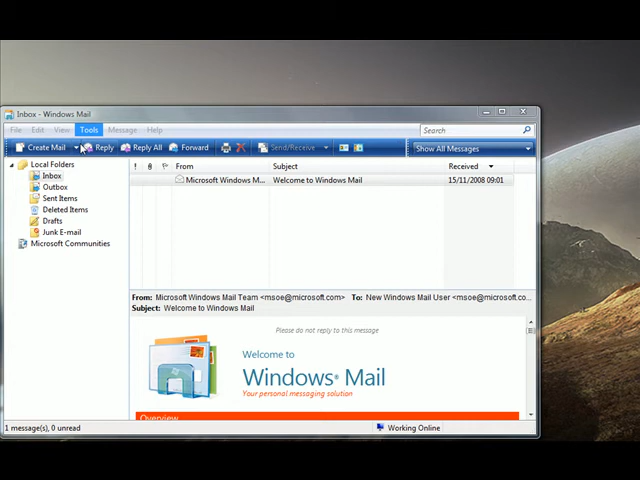 Inbox - Windows Mail
File Edit View Tools Message Help
Search
Create Mail Reply Reply All Forward Send/Receive Show All Messages
Local Folders
Inbox
Outbox
Sent Items
Deleted Items
Drafts
Junk E-mail
Microsoft Communities
! From Subject Received
Microsoft Windows M... Welcome to Windows Mail 15/11/2008 09:01
From: Microsoft Windows Mail Team <msoe@microsoft.com> To: New Windows Mail User <msoe@microsoft.co...
Subject: Welcome to Windows Mail
Please do not reply to this message
Welcome to
Windows® Mail
Your personal messaging solution
Overview
1 message(s), 0 unread
Working Online